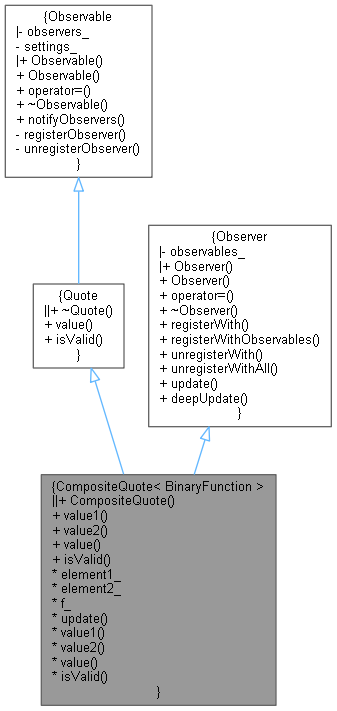 {Observable
|- observers_
- settings_
|+ Observable()
+ Observable()
+ operator=()
+ ~Observable()
+ notifyObservers()
- registerObserver()
- unregisterObserver()
}
{Quote
||+ ~Quote()
+ value()
+ isValid()
}
{Observer
|- observables_
|+ Observer()
+ Observer()
+ operator=()
+ ~Observer()
+ registerWith()
+ registerWithObservables()
+ unregisterWith()
+ unregisterWithAll()
+ update()
+ deepUpdate()
}
{CompositeQuote< BinaryFunction >
||+ CompositeQuote()
+ value1()
+ value2()
+ value()
+ isValid()
* element1_
* element2_
* f_
* update()
* value1()
* value2()
* value()
* isValid()
}